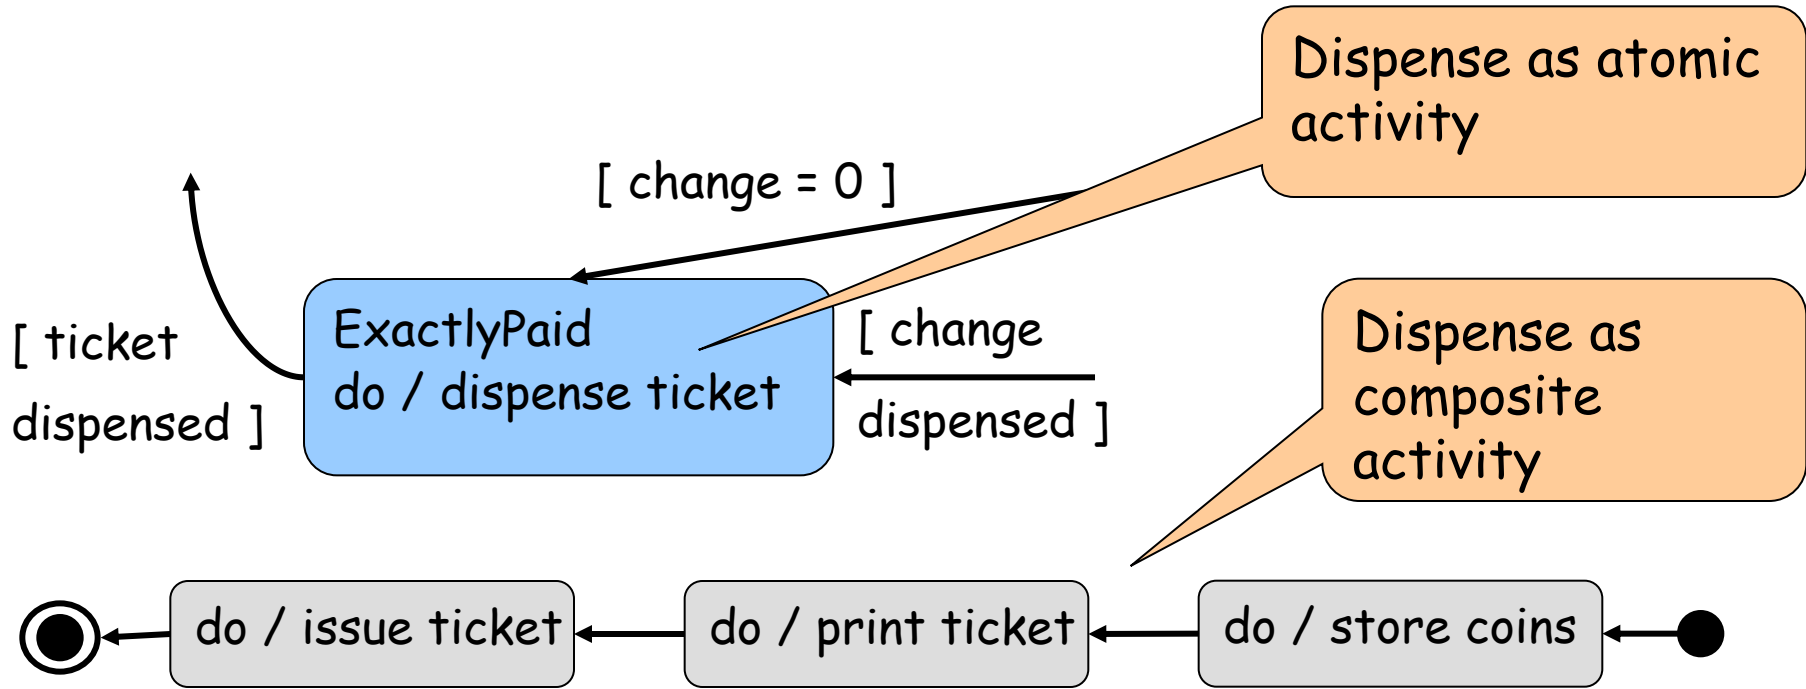 Dispense as atomic
activity
[ change = 0 ]
[ ticket
dispensed ]
ExactlyPaid
do / dispense ticket
[ change
dispensed ]
Dispense as
composite
activity
do / issue ticket
do / print ticket
do / store coins